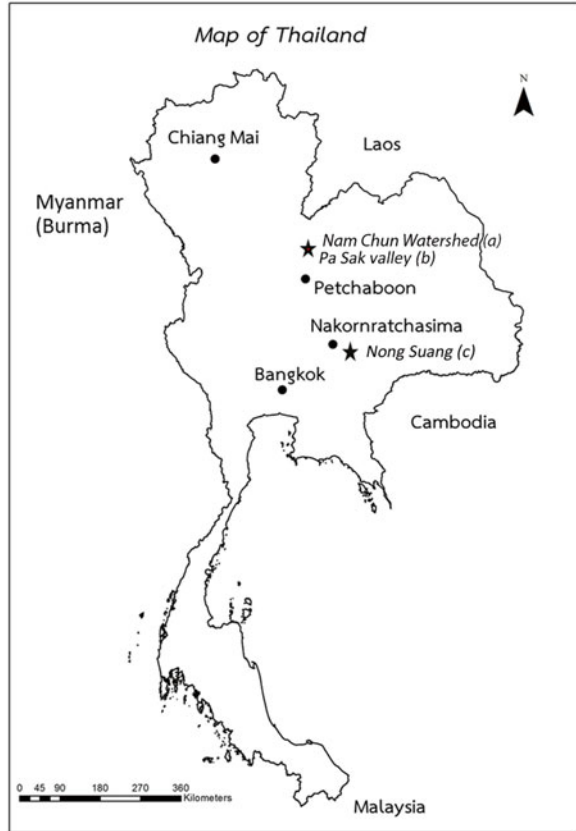 Map of Thailand
N
Chiang Mai
Laos
Myanmar
(Burma)
Nam Chun Watershed (a)
Pa Sak valley (b)
Petchaboon
Nakornratchasima
Nong Suang (c)
Bangkok
Cambodia
0 45 90 180 270 360
Kilometers
Malaysia